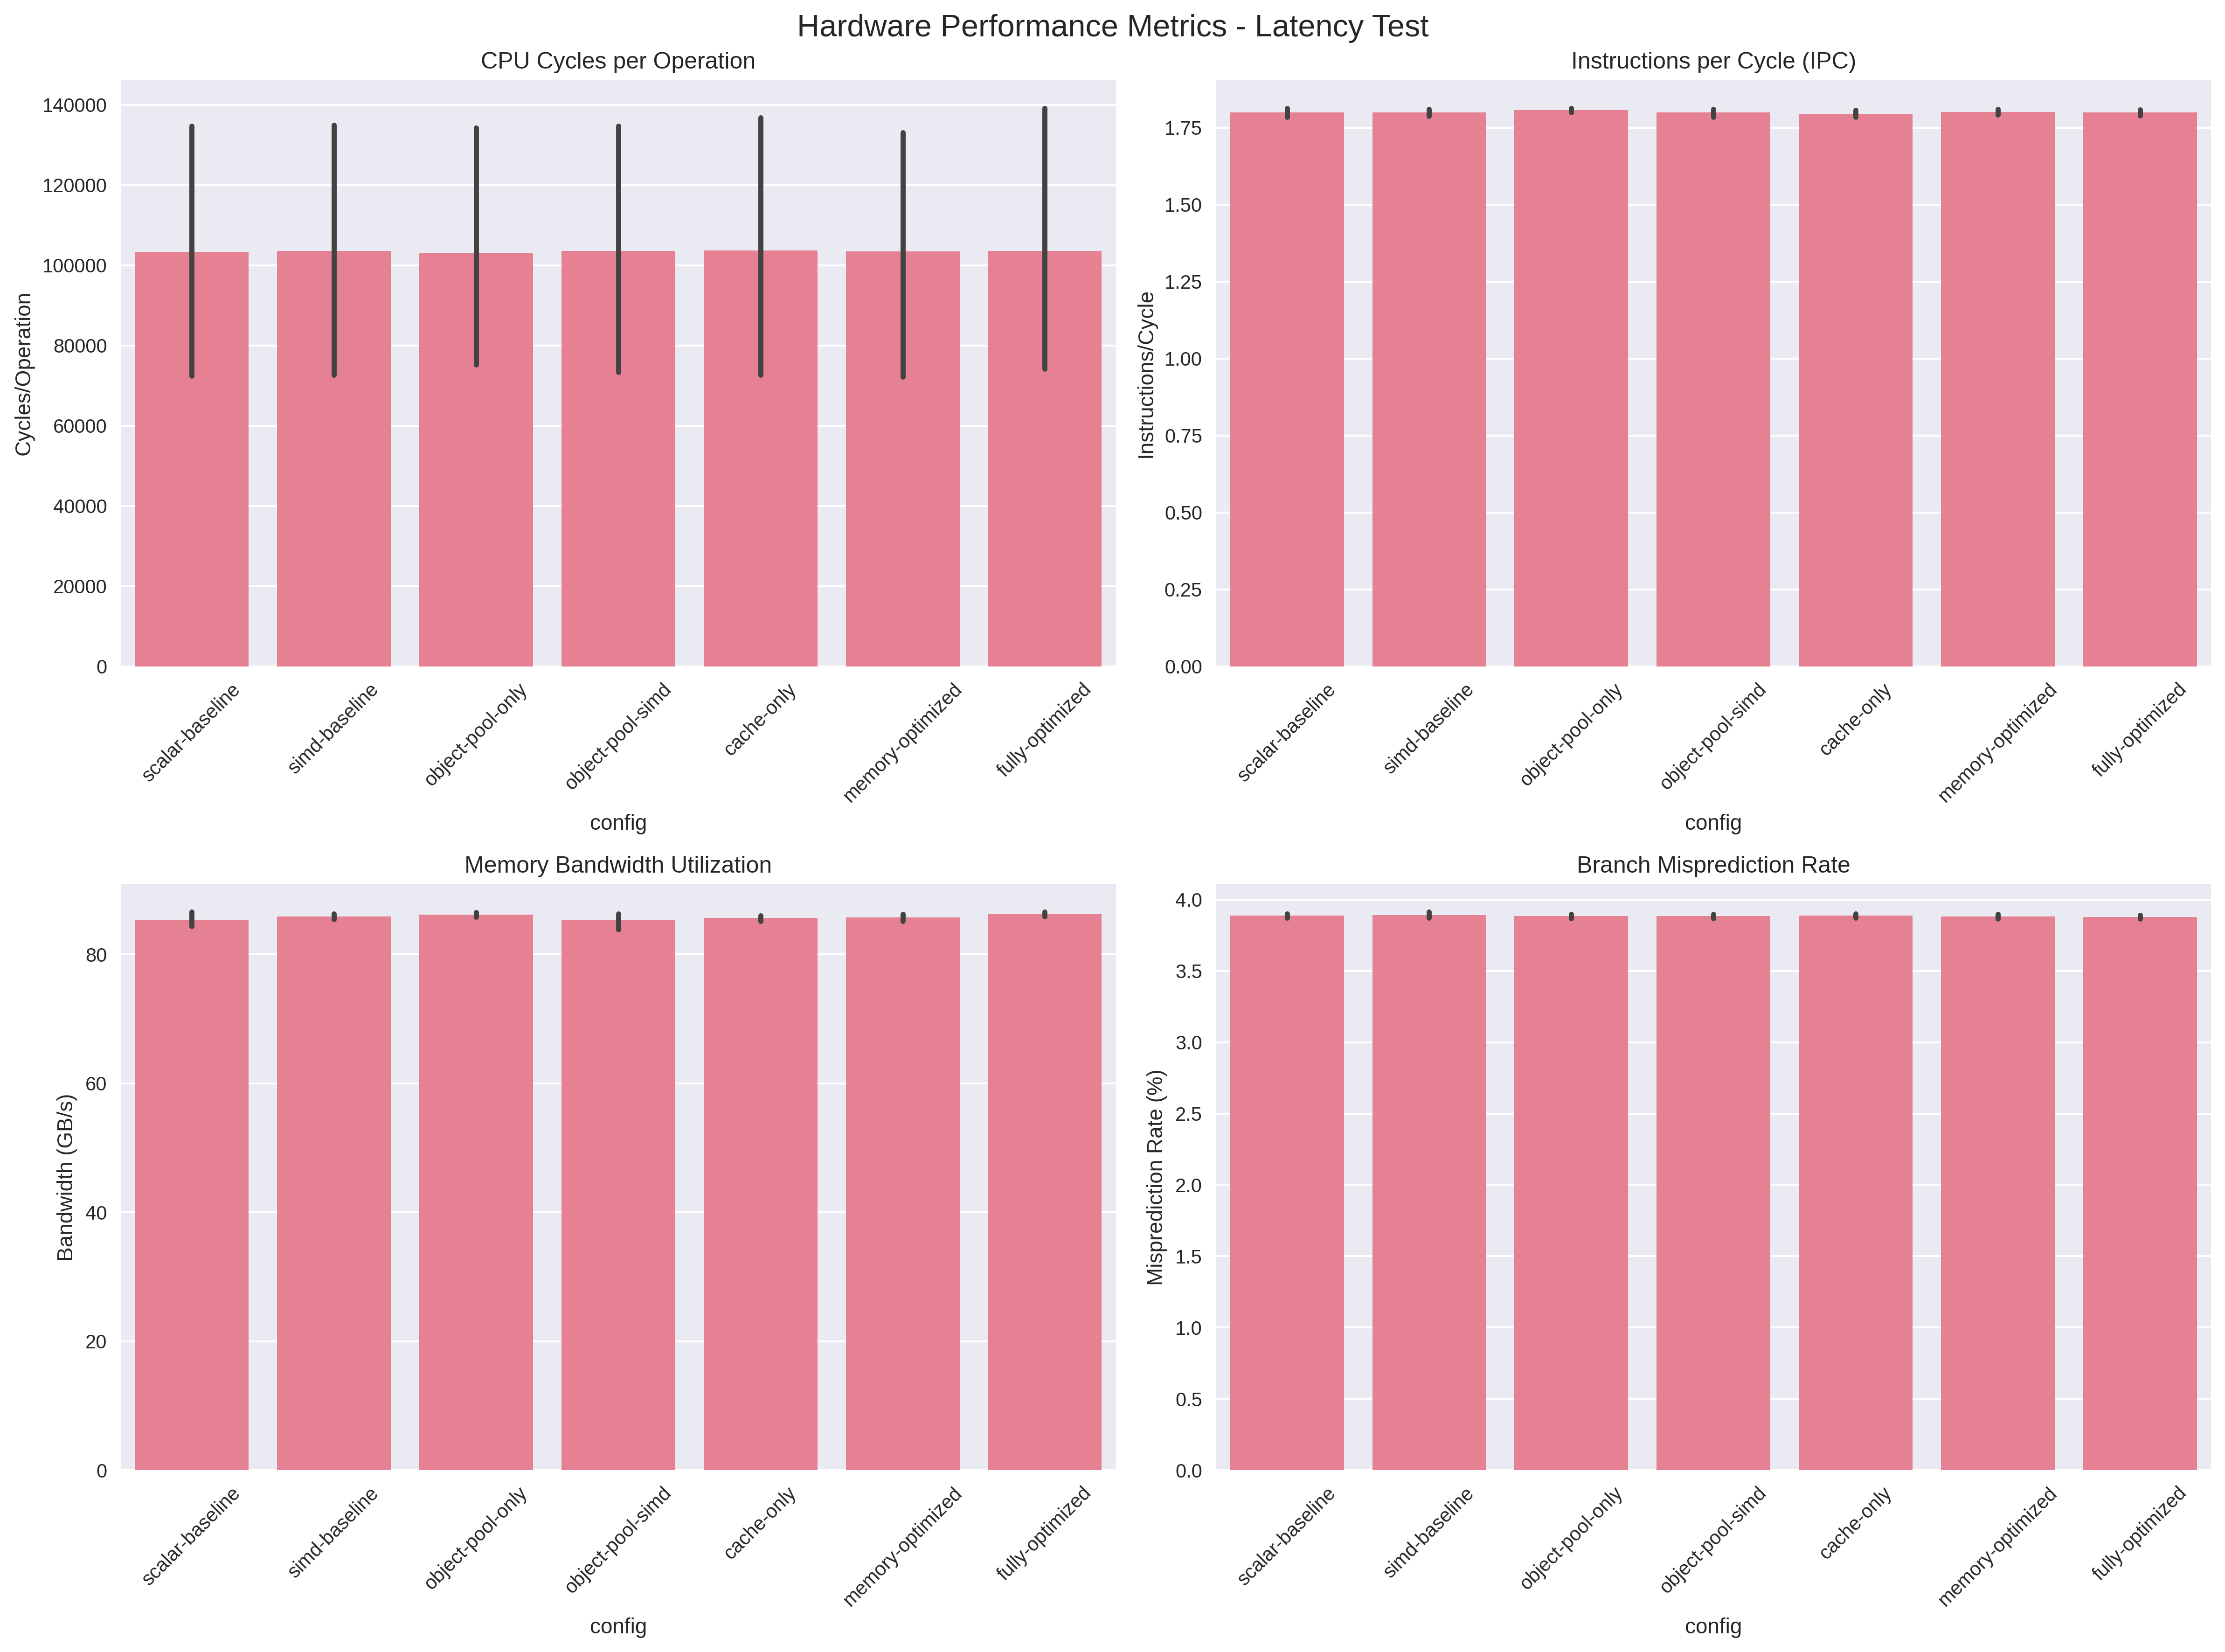 Hardware Performance Metrics - Latency Test
CPU Cycles per Operation
Cycles/Operation
140000
120000
100000
80000
60000
40000
20000
0
scalar-baseline
simd-baseline
object-pool-only
object-pool-simd
cache-only
memory-optimized
fully-optimized
config
Instructions per Cycle (IPC)
Instructions/Cycle
1.75
1.50
1.25
1.00
0.75
0.50
0.25
0.00
scalar-baseline
simd-baseline
object-pool-only
object-pool-simd
cache-only
memory-optimized
fully-optimized
config
Memory Bandwidth Utilization
Bandwidth (GB/s)
80
60
40
20
0
scalar-baseline
simd-baseline
object-pool-only
object-pool-simd
cache-only
memory-optimized
fully-optimized
config
Branch Misprediction Rate
Misprediction Rate (%)
4.0
3.5
3.0
2.5
2.0
1.5
1.0
0.5
0.0
scalar-baseline
simd-baseline
object-pool-only
object-pool-simd
cache-only
memory-optimized
fully-optimized
config